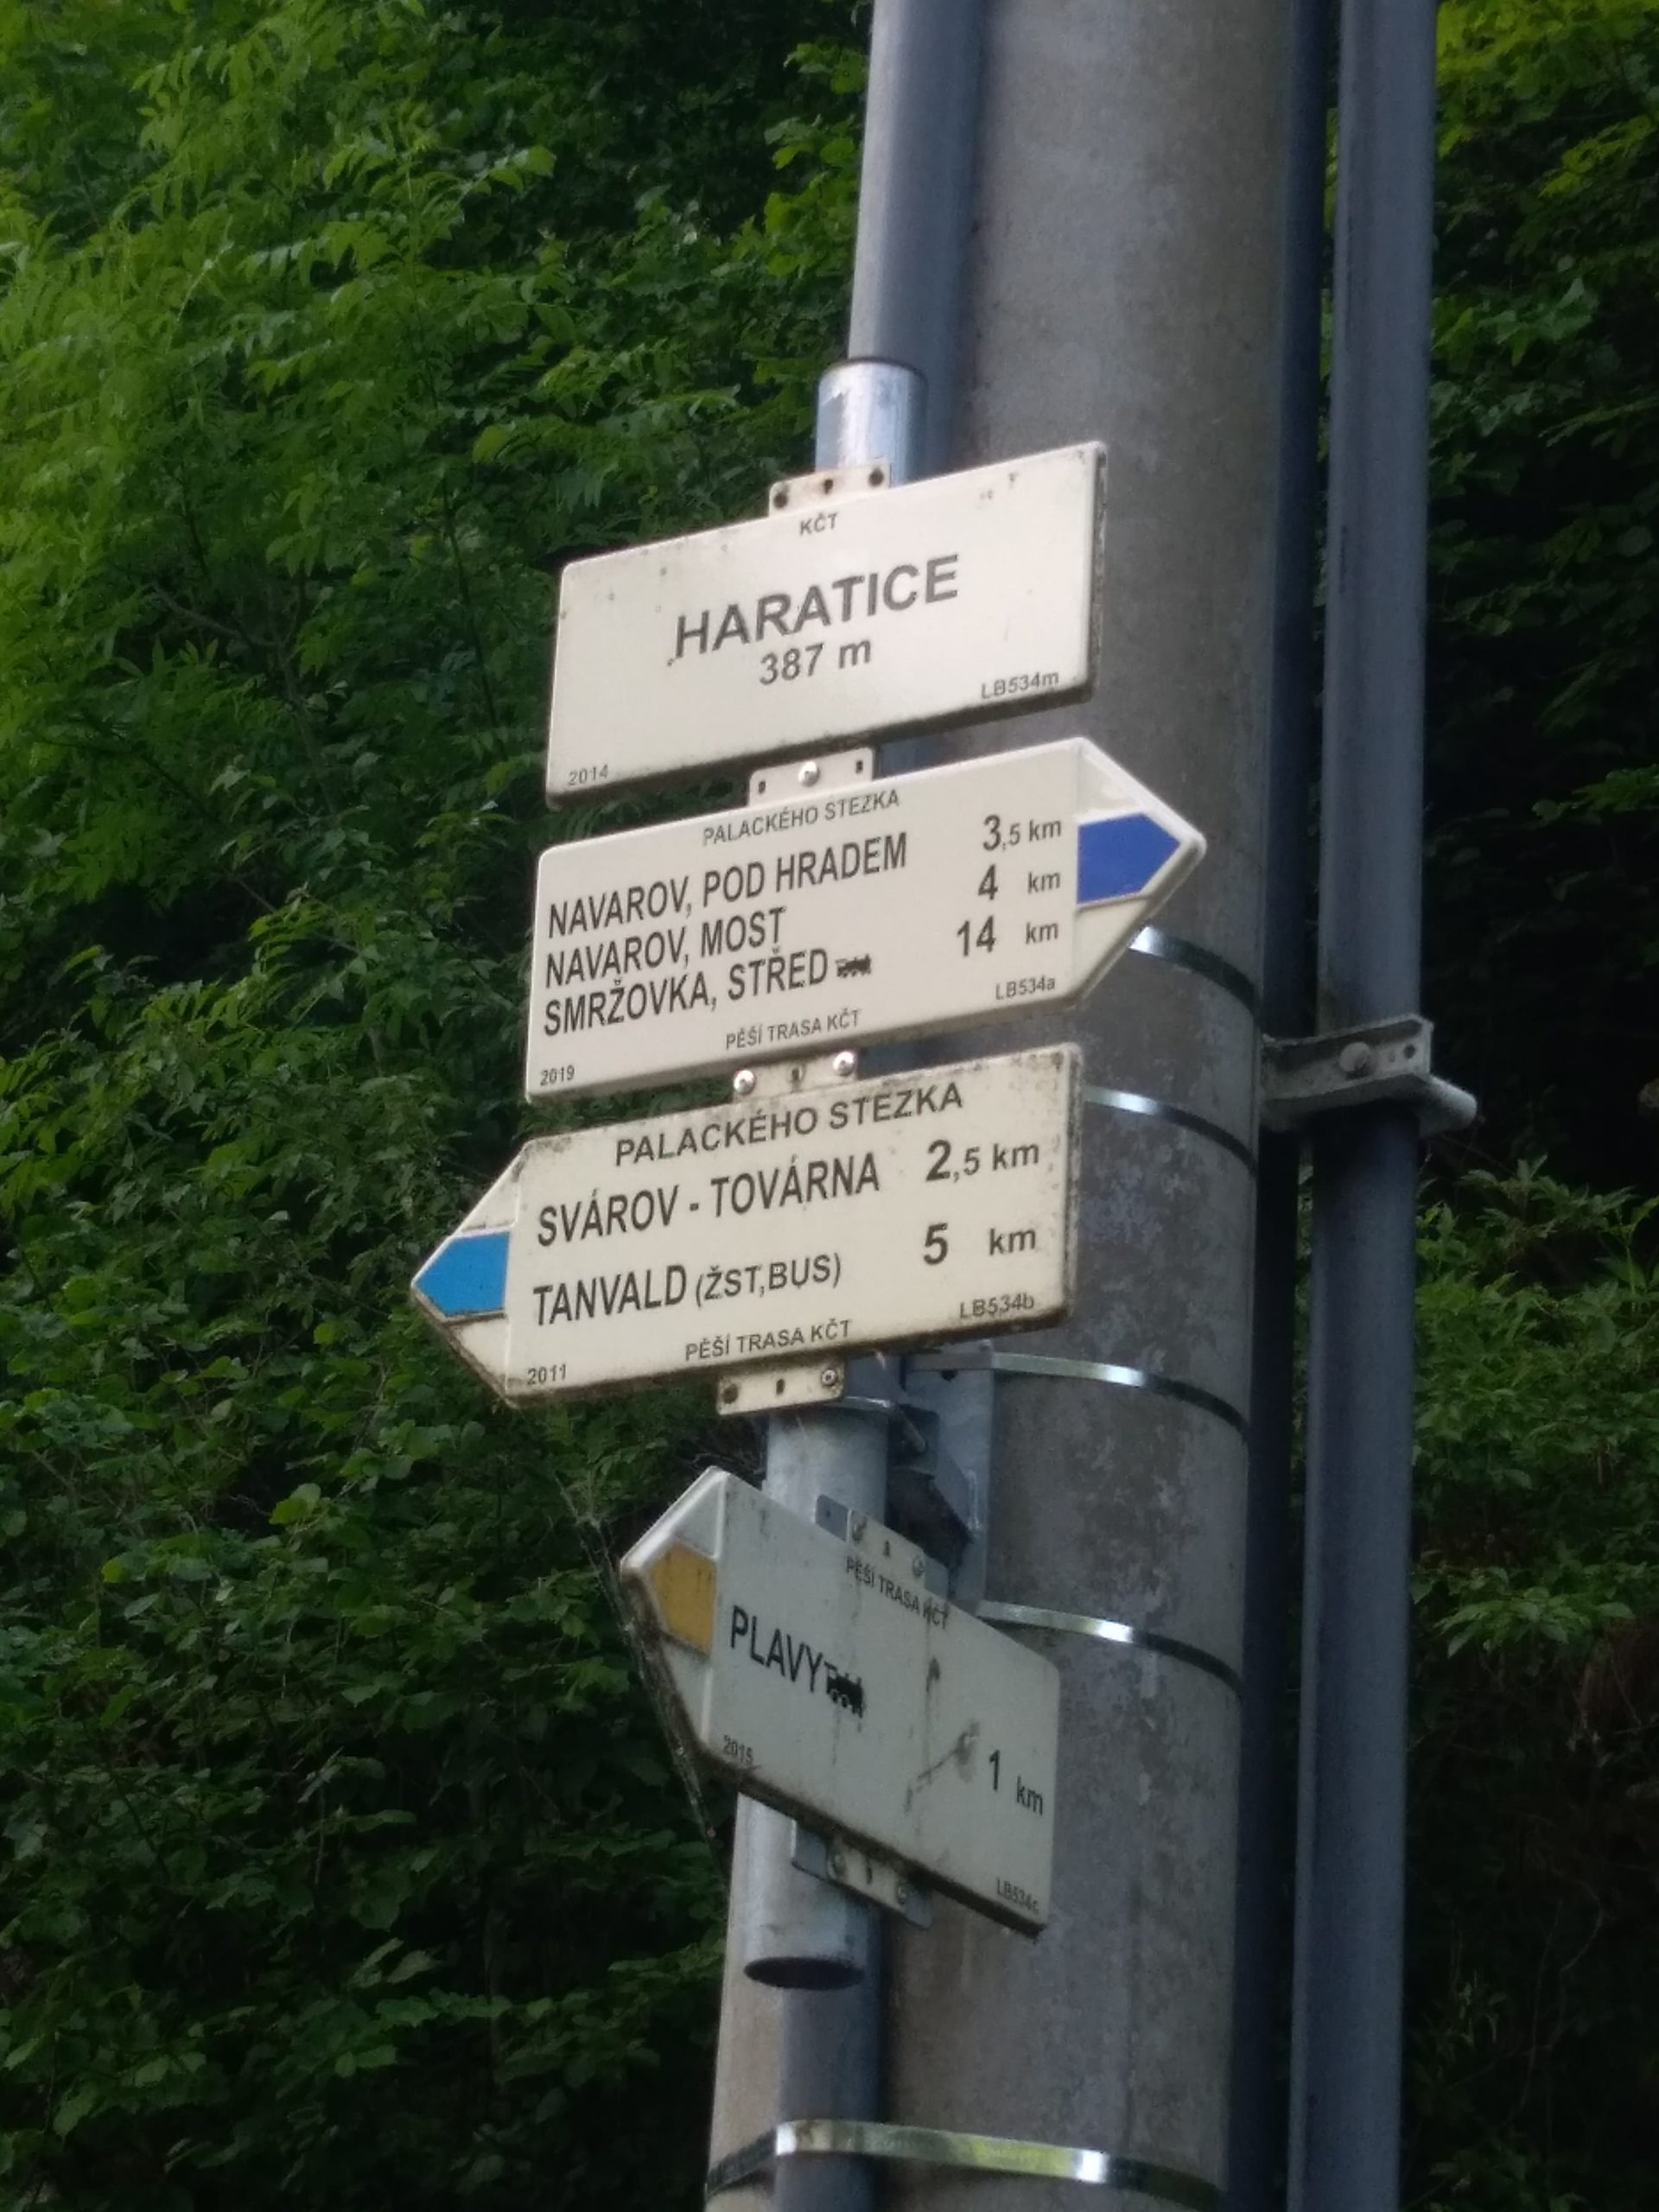 KČT
HARATICE
387 m
LB534m
2014
PALACKÉHO STEZKA
NAVAROV, POD HRADEM 3,5 km
NAVAROV, MOST 4 km
SMRŽOVKA, STŘED 14 km
LB534a
PĚŠÍ TRASA KČT
2019
PALACKÉHO STEZKA
SVÁROV - TOVÁRNA 2,5 km
TANVALD (ŽST,BUS) 5 km
LB534b
PĚŠÍ TRASA KČT
2011
PĚŠÍ TRASA KČT
PLAVY
1 km
2015
LB534c